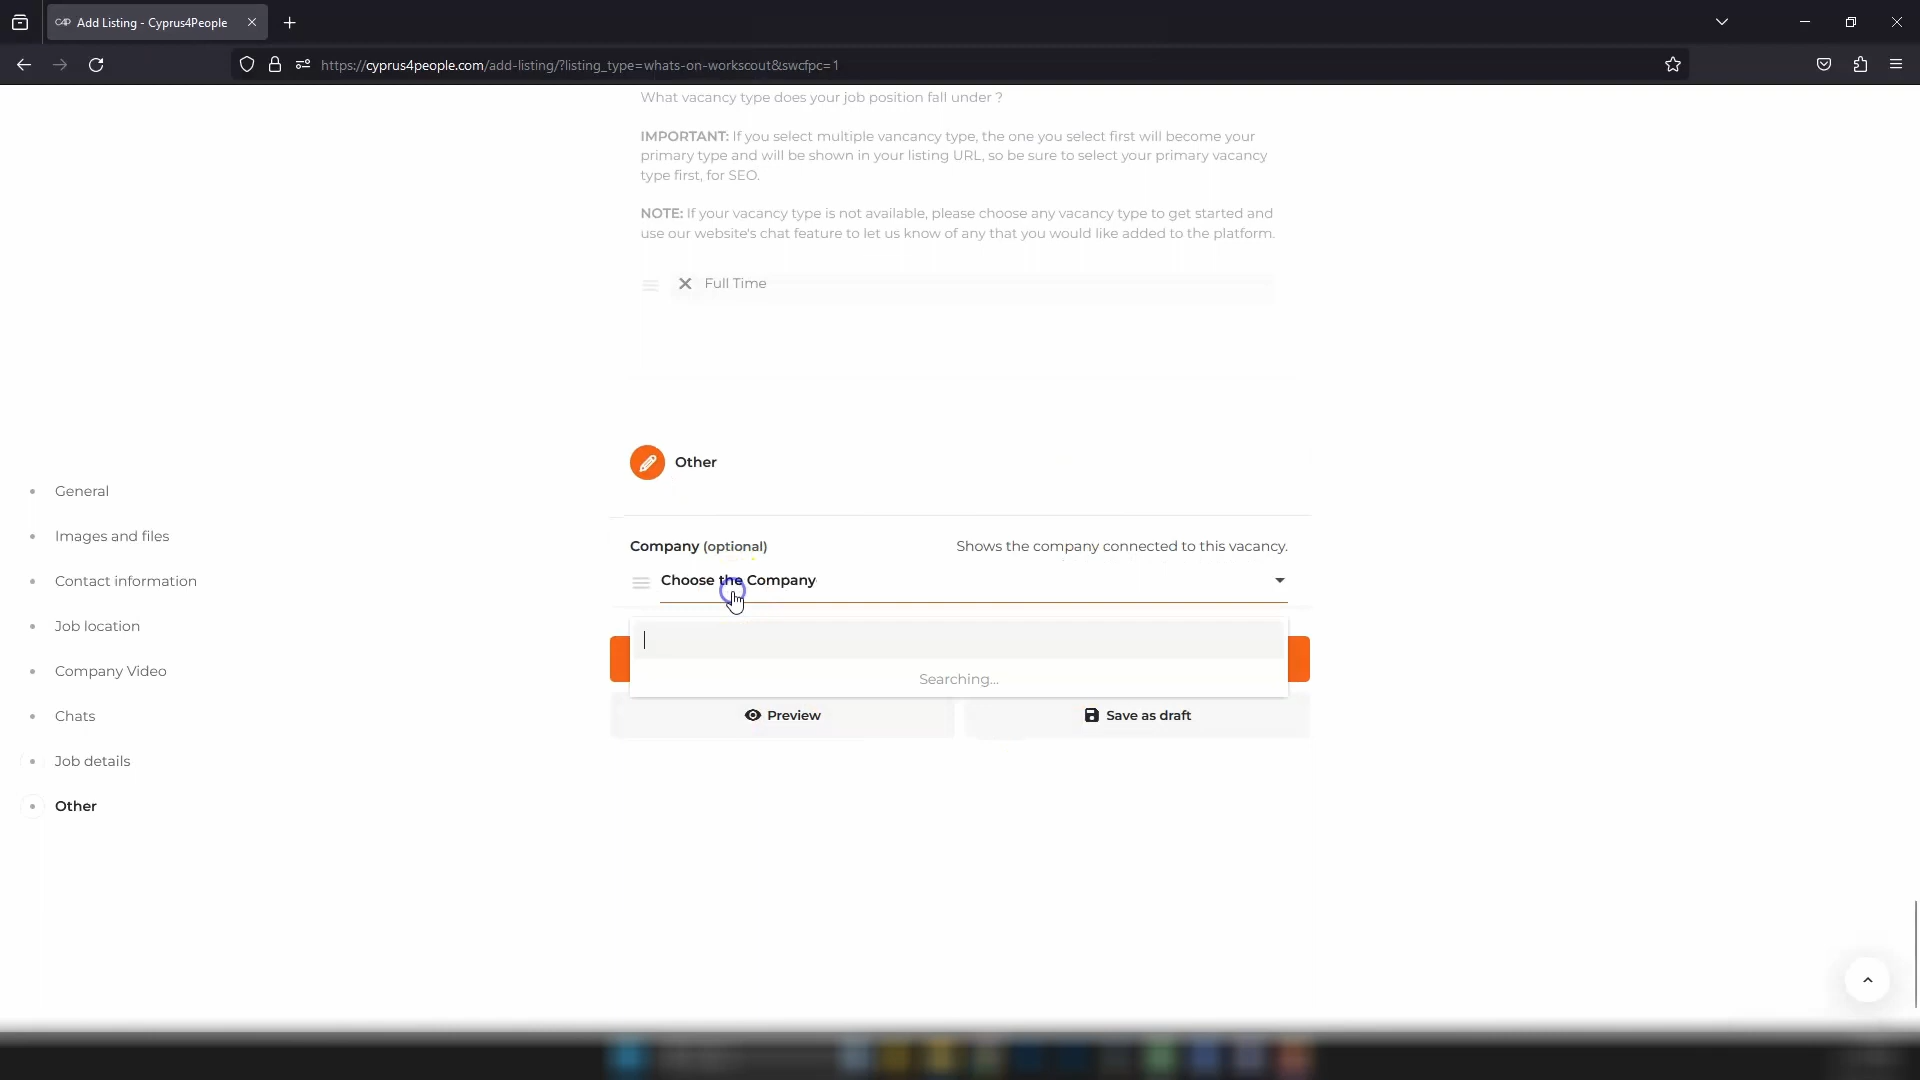 C4P Add Listing - Cyprus4People
https://cyprus4people.com/add-listing/?listing_type=whats-on-workscout&swcfpc=1
What vacancy type does your job position fall under ?
IMPORTANT: If you select multiple vancancy type, the one you select first will become your
primary type and will be shown in your listing URL, so be sure to select your primary vacancy
type first, for SEO.
NOTE: If your vacancy type is not available, please choose any vacancy type to get started and
use our website's chat feature to let us know of any that you would like added to the platform.
Full Time
Other
General
Images and files
Contact information
Job location
Company Video
Chats
Job details
Other
Company (optional)
Shows the company connected to this vacancy.
Choose the Company
Searching...
Preview
Save as draft